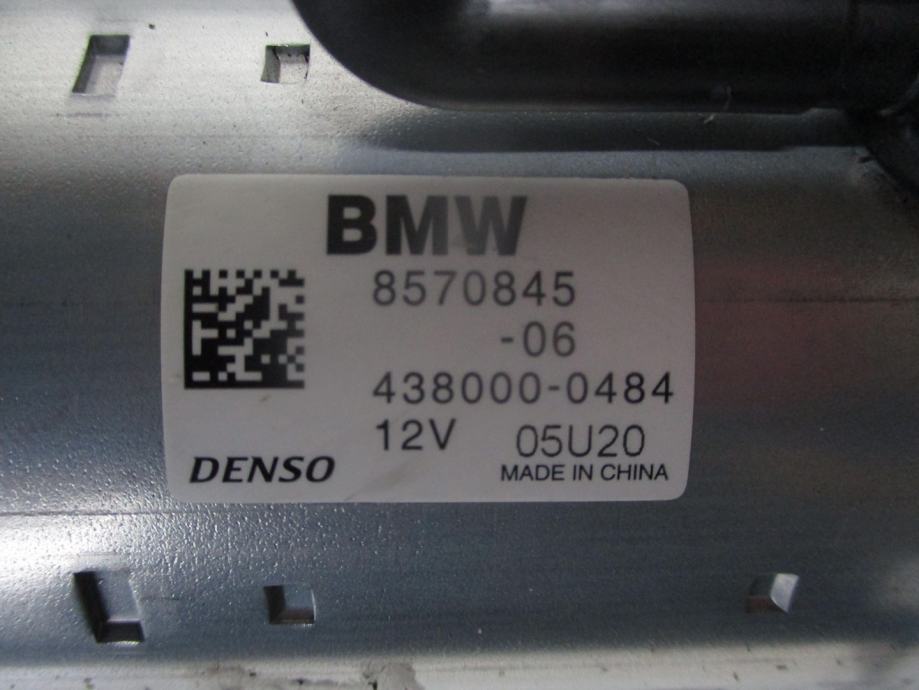 BMW
8570845
-06
438000-0484
12V 05U20
DENSO MADE IN CHINA